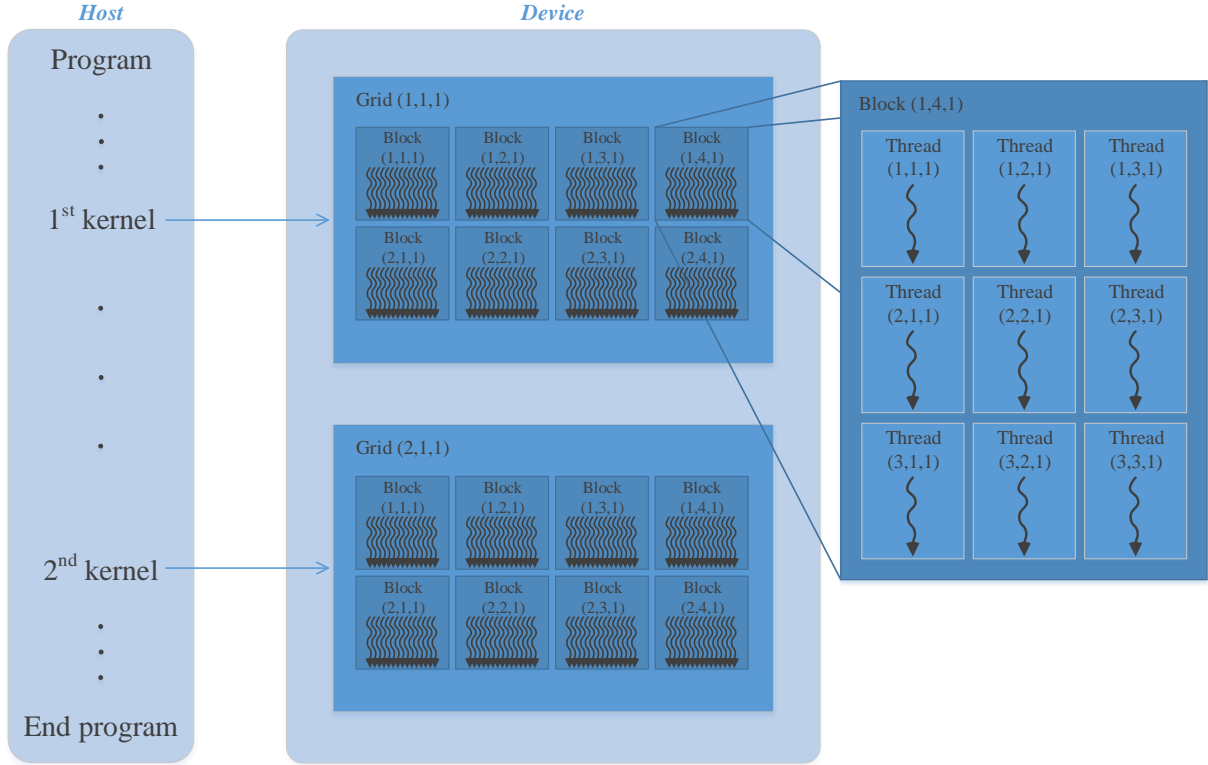 Host
Program
1st kernel
2nd kernel
End program
Device
Grid (1,1,1)
Block
(1,1,1)
Block
(1,2,1)
Block
(1,3,1)
Block
(1,4,1)
Block
(2,1,1)
Block
(2,2,1)
Block
(2,3,1)
Block
(2,4,1)
Grid (2,1,1)
Block
(1,1,1)
Block
(1,2,1)
Block
(1,3,1)
Block
(1,4,1)
Block
(2,1,1)
Block
(2,2,1)
Block
(2,3,1)
Block
(2,4,1)
Block (1,4,1)
Thread
(1,1,1)
Thread
(1,2,1)
Thread
(1,3,1)
Thread
(2,1,1)
Thread
(2,2,1)
Thread
(2,3,1)
Thread
(3,1,1)
Thread
(3,2,1)
Thread
(3,3,1)